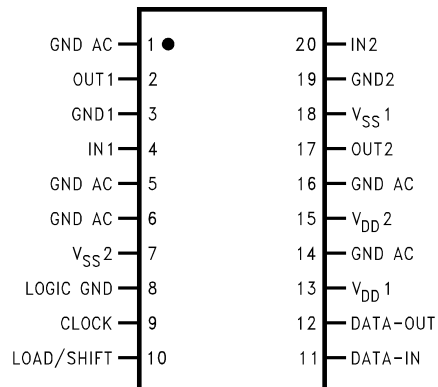 GND AC 1 20 IN2
OUT1 2 19 GND2
GND1 3 18 VSS1
IN1 4 17 OUT2
GND AC 5 16 GND AC
GND AC 6 15 VDD2
VSS2 7 14 GND AC
LOGIC GND 8 13 VDD1
CLOCK 9 12 DATA-OUT
LOAD/SHIFT 10 11 DATA-IN